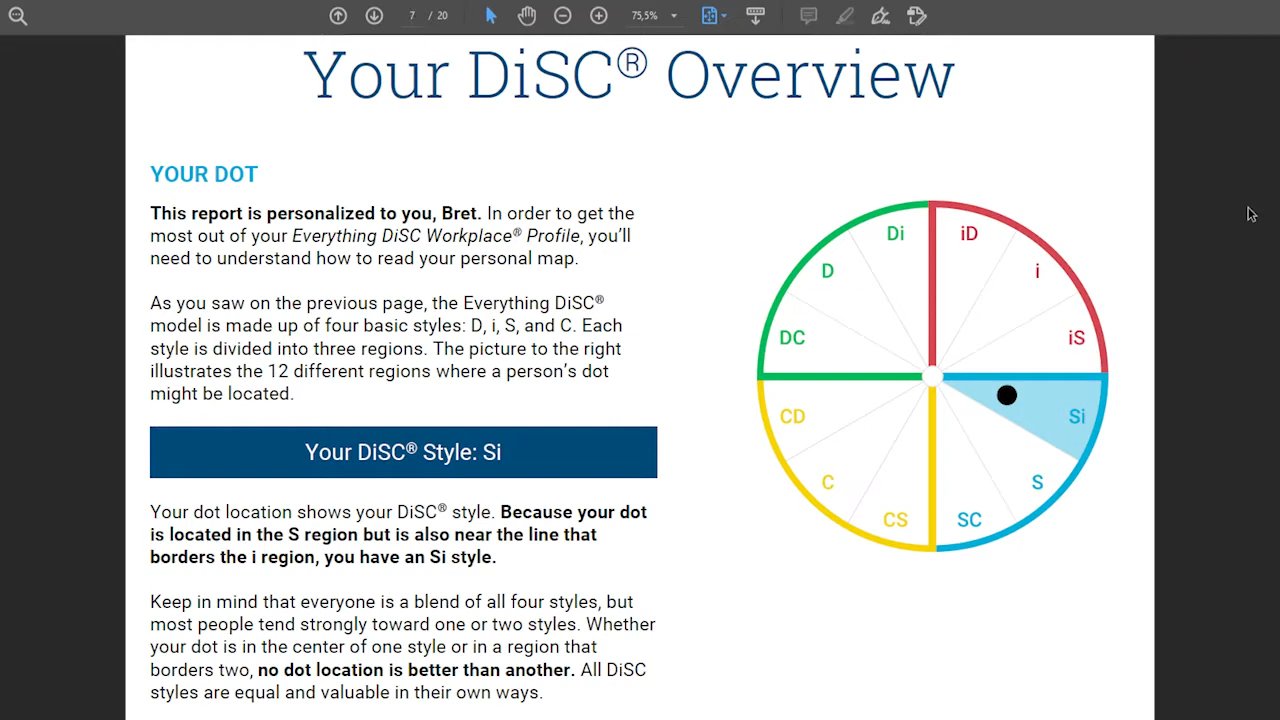 7 / 20
75,5%
Your DiSC® Overview
YOUR DOT
This report is personalized to you, Bret. In order to get the
most out of your Everything DiSC Workplace® Profile, you’ll
need to understand how to read your personal map.
As you saw on the previous page, the Everything DiSC®
model is made up of four basic styles: D, i, S, and C. Each
style is divided into three regions. The picture to the right
illustrates the 12 different regions where a person’s dot
might be located.
Your DiSC® Style: Si
Your dot location shows your DiSC® style. Because your dot
is located in the S region but is also near the line that
borders the i region, you have an Si style.
Keep in mind that everyone is a blend of all four styles, but
most people tend strongly toward one or two styles. Whether
your dot is in the center of one style or in a region that
borders two, no dot location is better than another. All DiSC
styles are equal and valuable in their own ways.
Di
iD
D
i
DC
iS
CD
Si
C
S
CS
SC